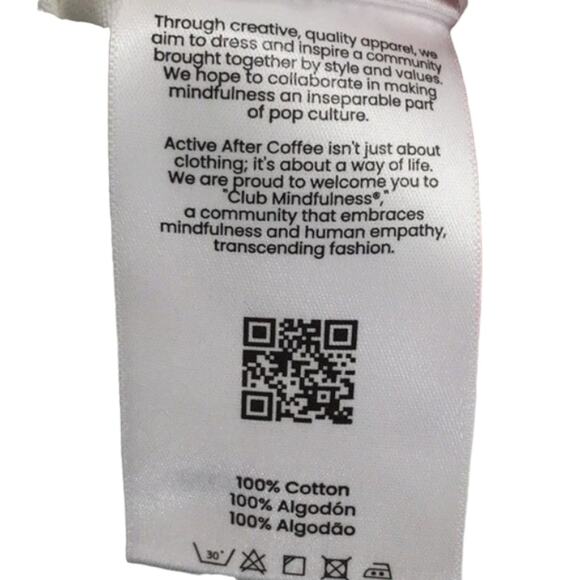 Through creative, quality apparel, we
aim to dress and inspire a community
brought together by style and values.
We hope to collaborate in making
mindfulness an inseparable part
of pop culture.
Active After Coffee isn't just about
clothing; it's about a way of life.
We are proud to welcome you to
"Club Mindfulness®,"
a community that embraces
mindfulness and human empathy,
transcending fashion.
100% Cotton
100% Algodón
100% Algodão
30°